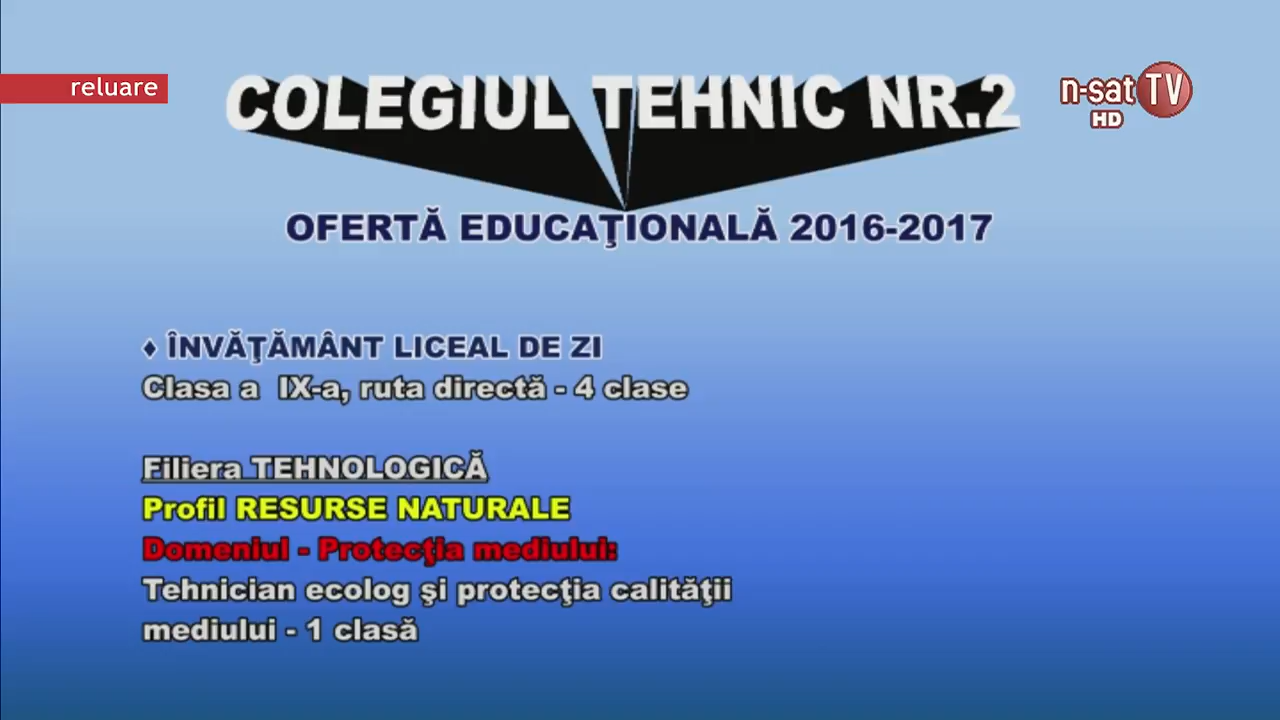 reluare
COLEGIUL TEHNIC NR.2
n-sat TV
HD
OFERTĂ EDUCAŢIONALĂ 2016-2017
♦ ÎNVĂŢĂMÂNT LICEAL DE ZI
Clasa a IX-a, ruta directă - 4 clase
Filiera TEHNOLOGICĂ
Profil RESURSE NATURALE
Domeniul - Protecţia mediului:
Tehnician ecolog şi protecţia calităţii
mediului - 1 clasă